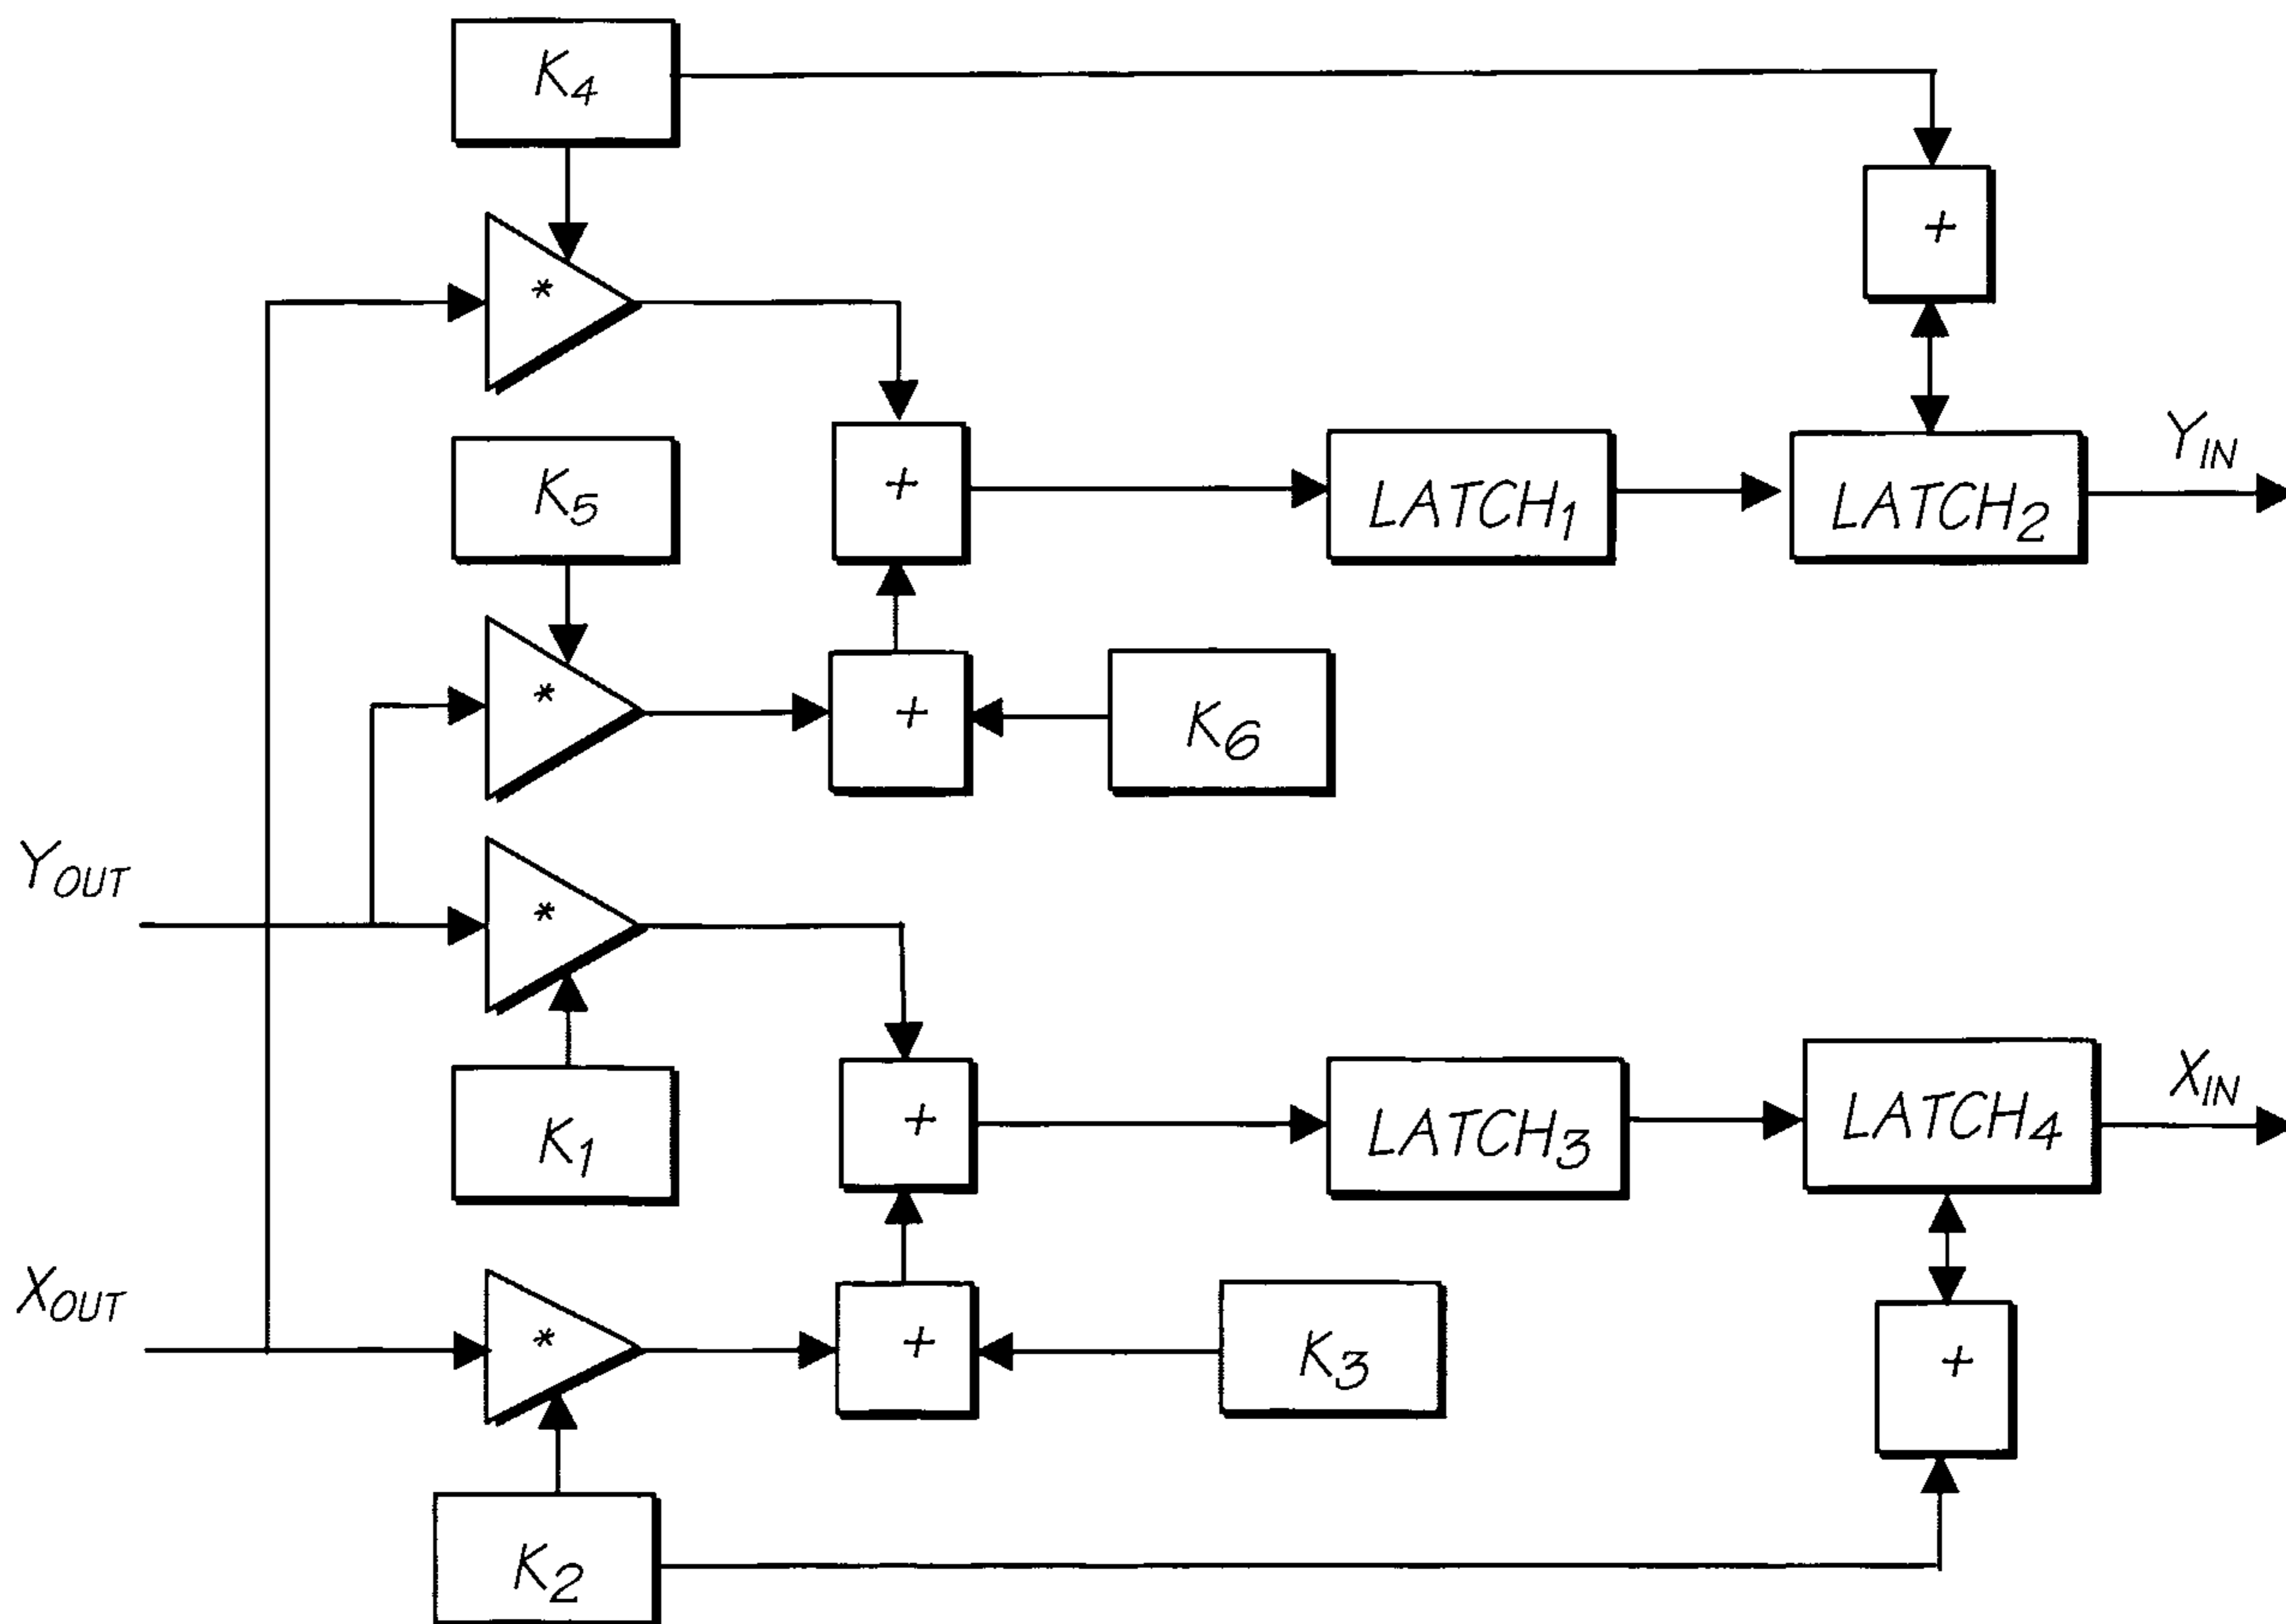 K4
*
+
K5
+
LATCH1
LATCH2
YIN
*
+
K6
YOUT
*
K1
+
LATCH3
LATCH4
XIN
XOUT
*
+
K3
+
K2